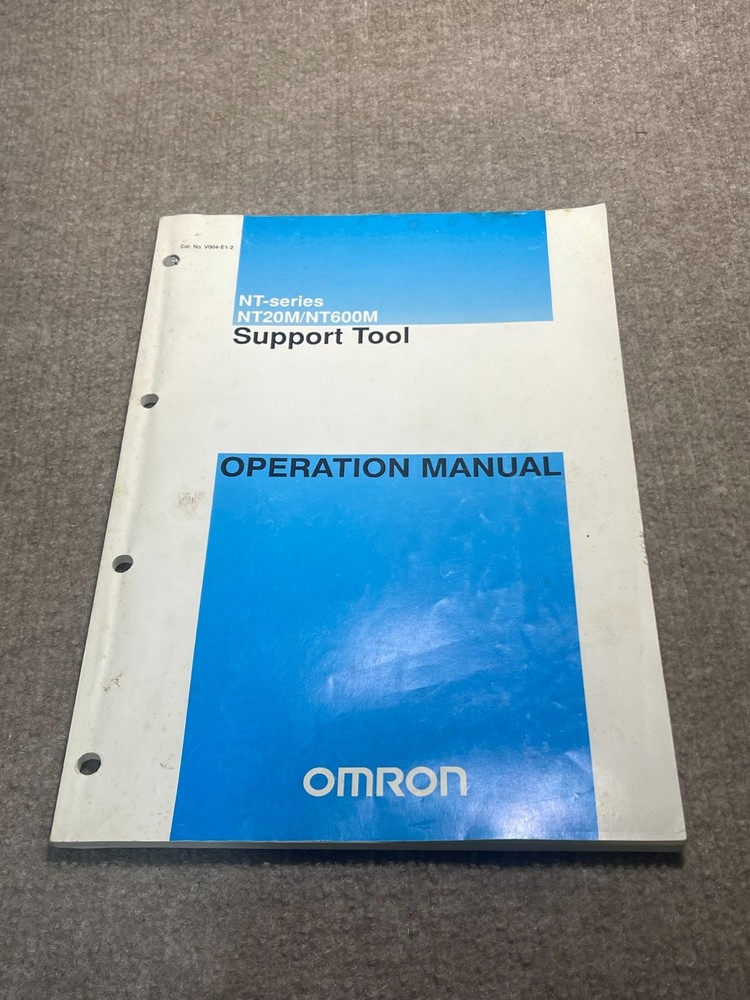 Cat. No. V004-E1-2
NT-series
NT20M/NT600M
Support Tool
OPERATION MANUAL
OMRON